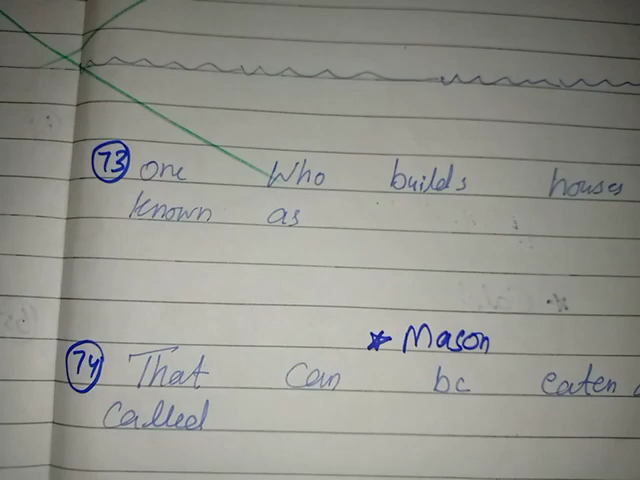 73 One Who builds houses
known as
* Mason
74 That can be eaten
called